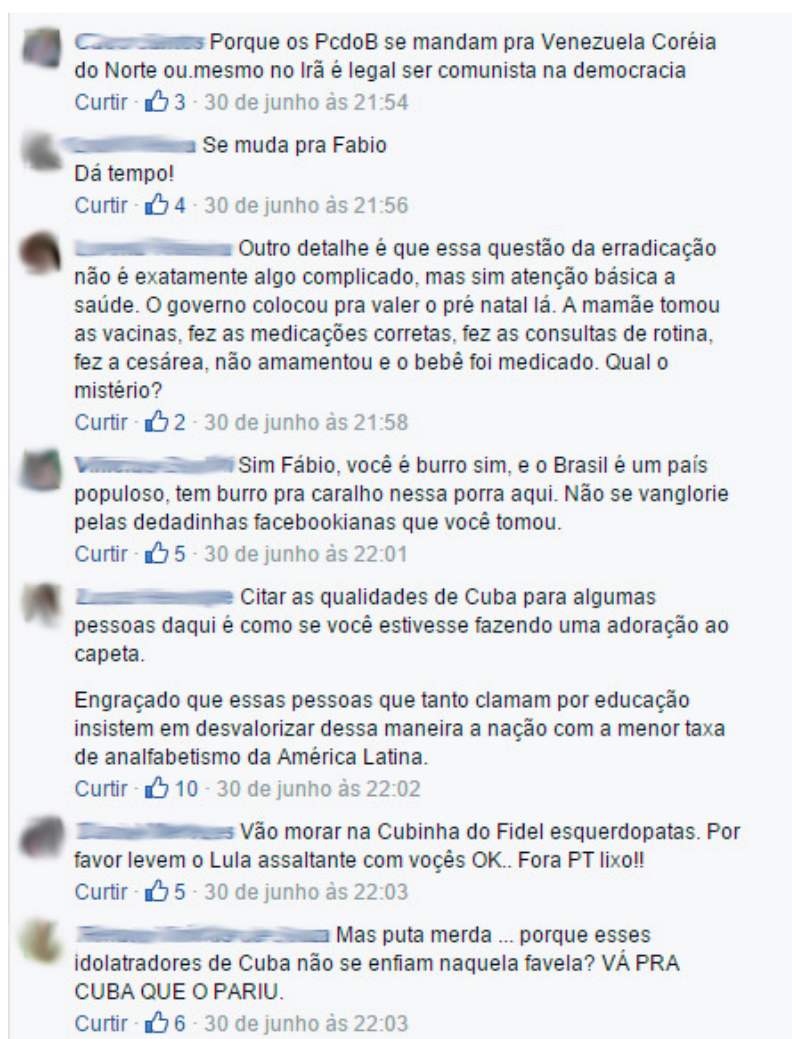 Porque os PcdoB se mandam pra Venezuela Coréia
do Norte ou.mesmo no Irã é legal ser comunista na democracia
Curtir · 3 · 30 de junho às 21:54
Se muda pra Fabio
Dá tempo!
Curtir · 4 · 30 de junho às 21:56
Outro detalhe é que essa questão da erradicação
não é exatamente algo complicado, mas sim atenção básica a
saúde. O governo colocou pra valer o pré natal lá. A mamãe tomou
as vacinas, fez as medicações corretas, fez as consultas de rotina,
fez a cesárea, não amamentou e o bebê foi medicado. Qual o
mistério?
Curtir · 2 · 30 de junho às 21:58
Sim Fábio, você é burro sim, e o Brasil é um país
populoso, tem burro pra caralho nessa porra aqui. Não se vanglorie
pelas dedadinhas facebookianas que você tomou.
Curtir · 5 · 30 de junho às 22:01
Citar as qualidades de Cuba para algumas
pessoas daqui é como se você estivesse fazendo uma adoração ao
capeta.
Engraçado que essas pessoas que tanto clamam por educação
insistem em desvalorizar dessa maneira a nação com a menor taxa
de analfabetismo da América Latina.
Curtir · 10 · 30 de junho às 22:02
Vão morar na Cubinha do Fidel esquerdopatas. Por
favor levem o Lula assaltante com voçês OK.. Fora PT lixo!!
Curtir · 5 · 30 de junho às 22:03
Mas puta merda ... porque esses
idolatradores de Cuba não se enfiam naquela favela? VÁ PRA
CUBA QUE O PARIU.
Curtir · 6 · 30 de junho às 22:03